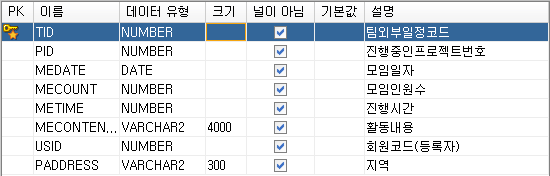 PK 이름 데이터 유형 크기 널이 아님 기본값 설명
TID NUMBER 팀외부일정코드
PID NUMBER 진행중인프로젝트번호
MEDATE DATE 모임일자
MECOUNT NUMBER 모임인원수
METIME NUMBER 진행시간
MECONTEN... VARCHAR2 4000 활동내용
USID NUMBER 회원코드(등록자)
PADDRESS VARCHAR2 300 지역